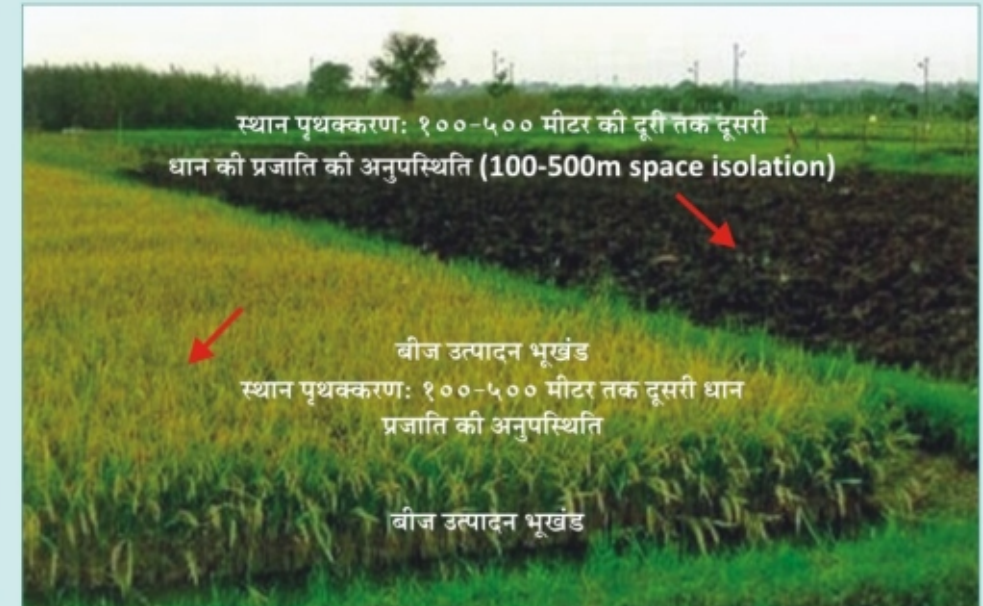 स्थान पृथक्करण: १००-५०० मीटर की दूरी तक दूसरी
धान की प्रजाति की अनुपस्थिति (100-500m space isolation)
बीज उत्पादन भूखंड
स्थान पृथक्करण: १००-५०० मीटर तक दूसरी धान
प्रजाति की अनुपस्थिति
बीज उत्पादन भूखंड